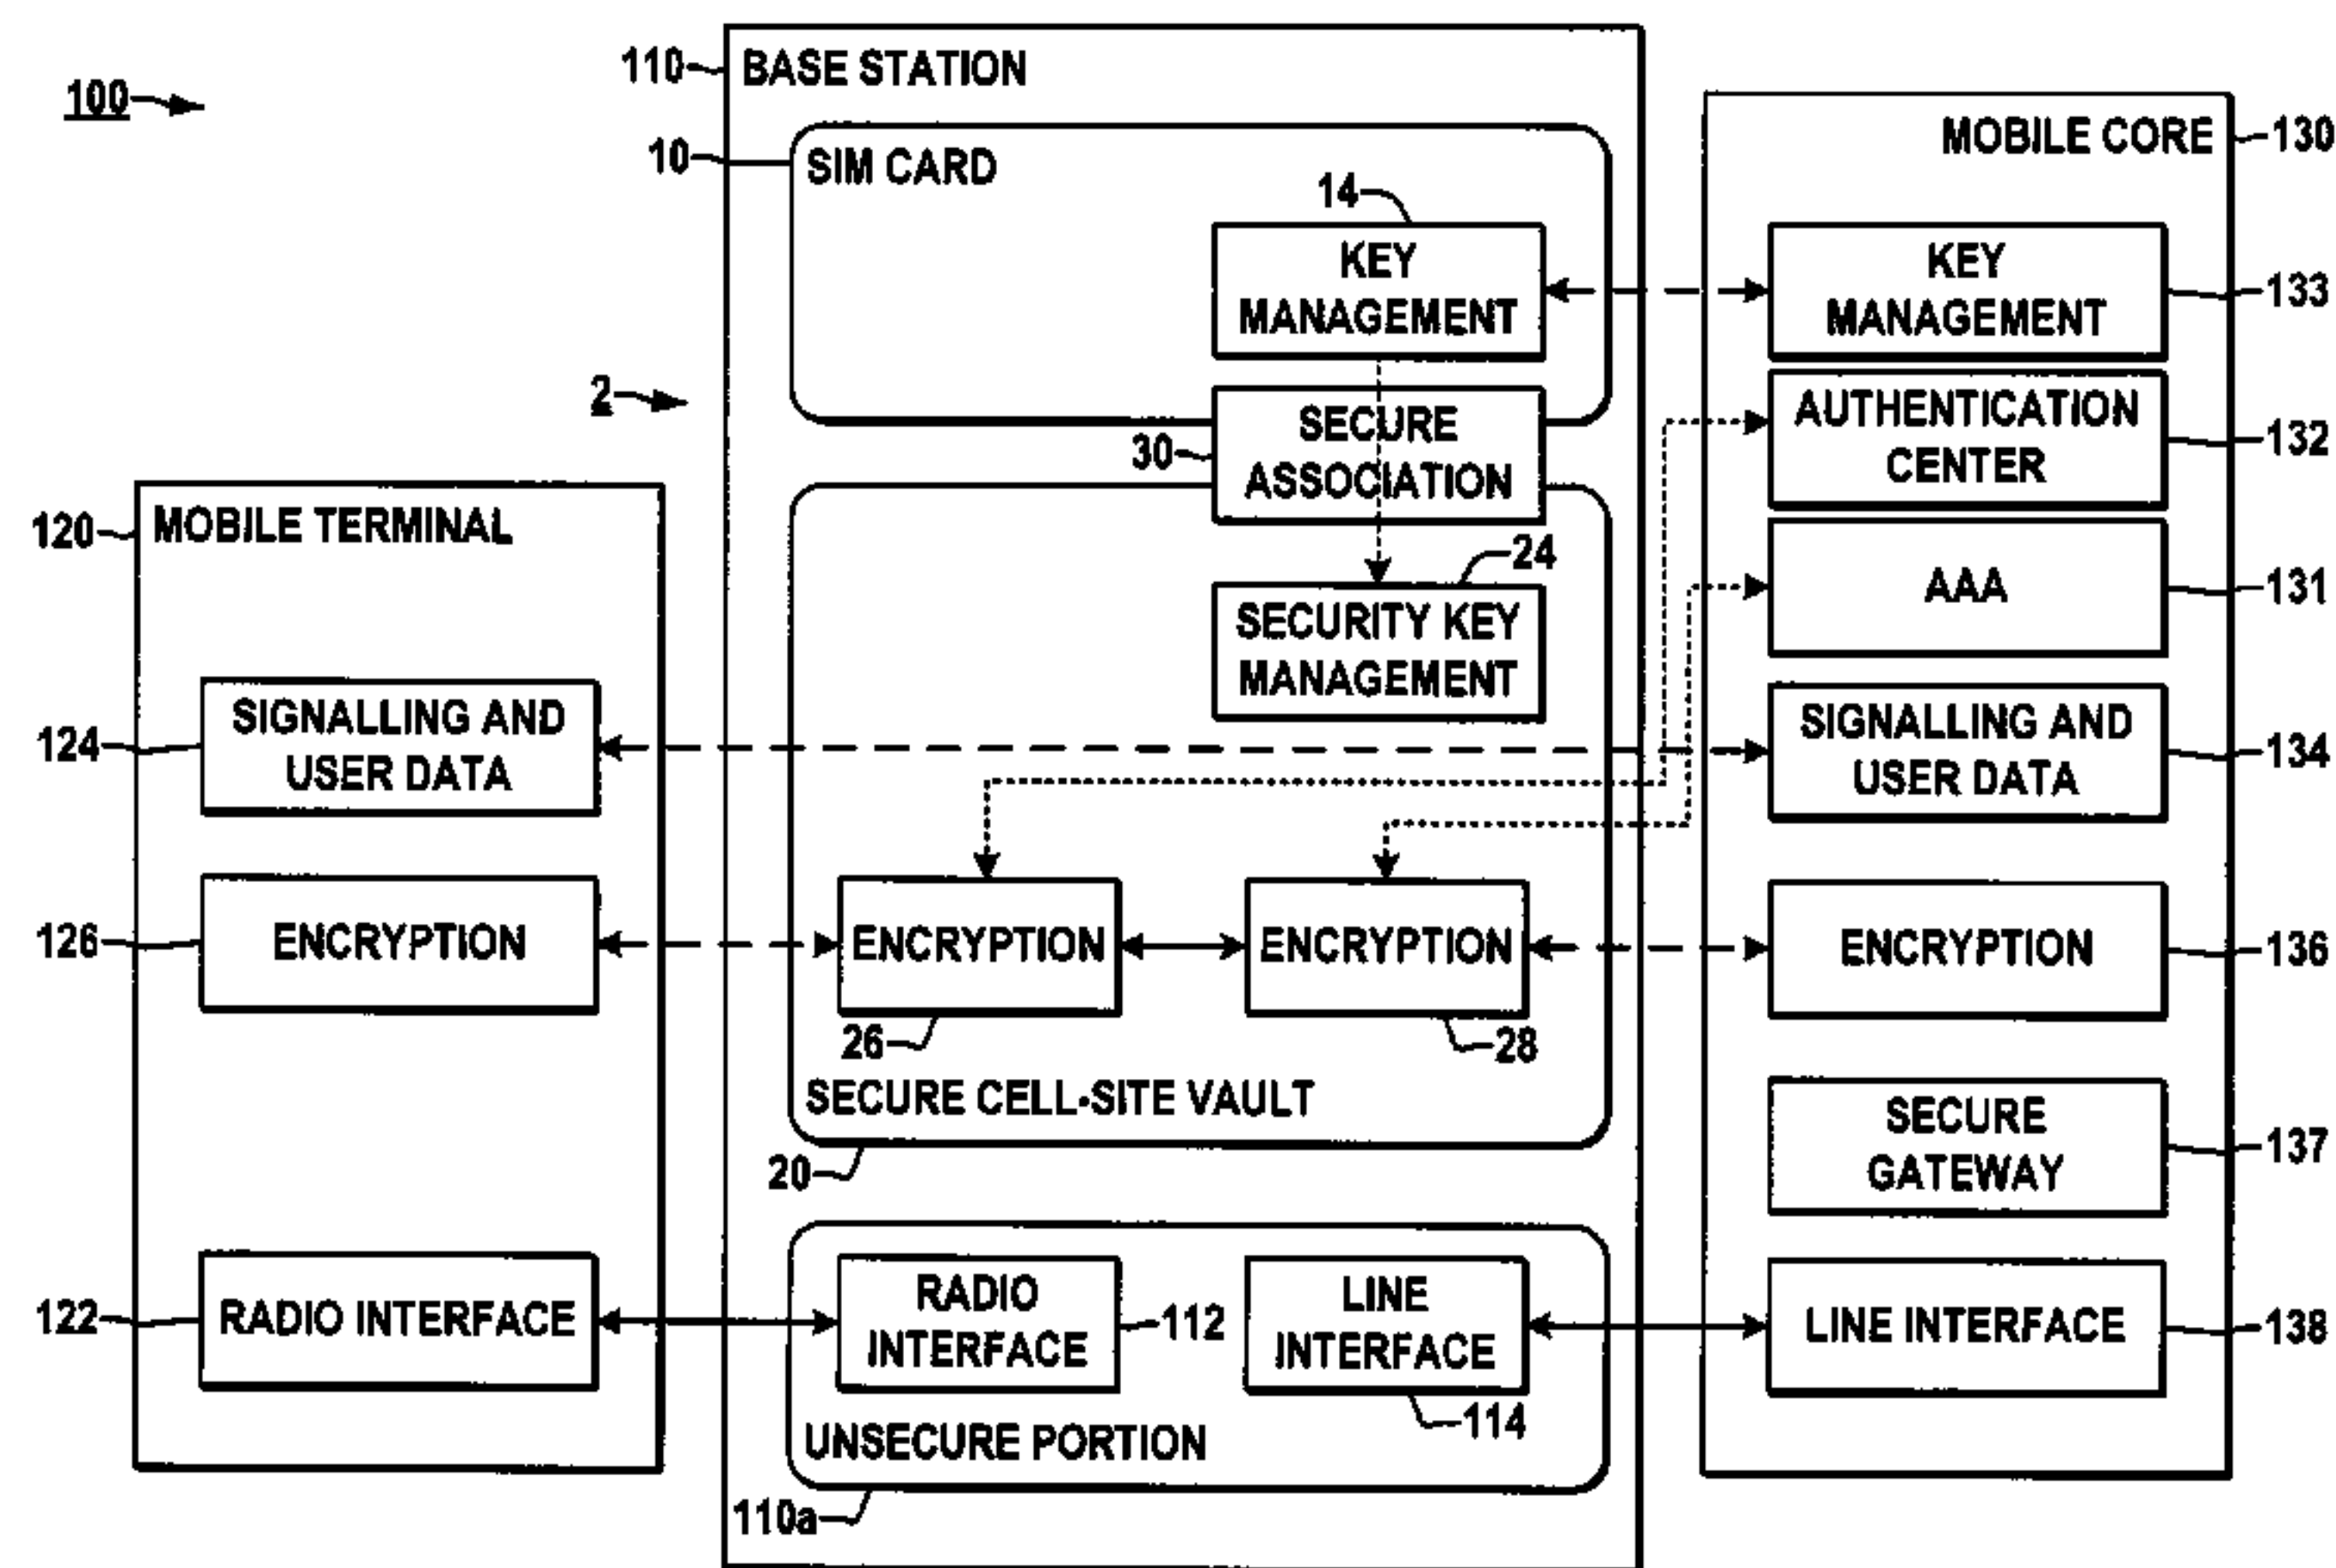 100
110
BASE STATION
10
SIM CARD
14
KEY
MANAGEMENT
2
30
SECURE
ASSOCIATION
24
SECURITY KEY
MANAGEMENT
120
MOBILE TERMINAL
124
SIGNALLING AND
USER DATA
126
ENCRYPTION
122
RADIO INTERFACE
ENCRYPTION
26
ENCRYPTION
28
SECURE CELL-SITE VAULT
20
RADIO
INTERFACE
112
LINE
INTERFACE
114
UNSECURE PORTION
110a
MOBILE CORE
130
KEY
MANAGEMENT
133
AUTHENTICATION
CENTER
132
AAA
131
SIGNALLING AND
USER DATA
134
ENCRYPTION
136
SECURE
GATEWAY
137
LINE INTERFACE
138